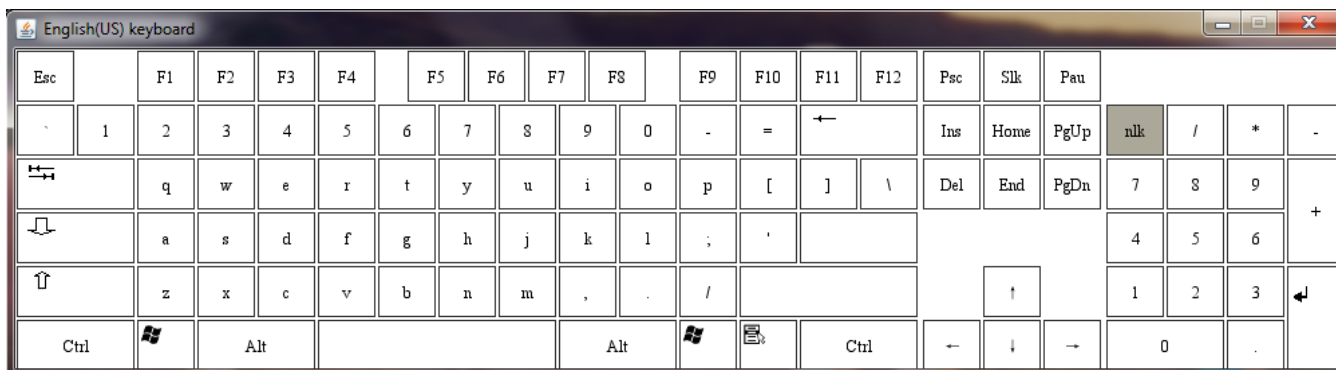 English(US) keyboard
Esc F1 F2 F3 F4 F5 F6 F7 F8 F9 F10 F11 F12 Psc Slk Pau
` 1 2 3 4 5 6 7 8 9 0 - = ← Ins Home PgUp nlk / * -
q w e r t y u i o p [ ] \ Del End PgDn 7 8 9 +
a s d f g h j k l ; ' 4 5 6
z x c v b n m , . / ↑ 1 2 3
Ctrl Alt Alt Ctrl ← ↓ → 0 .